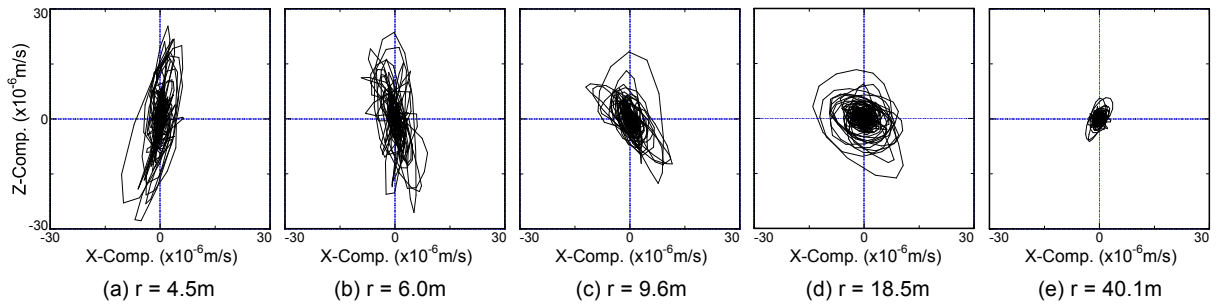 30
0
-30
Z-Comp. (x10-6m/s)
-30 0 30 -30 0 30 -30 0 30 -30 0 30 -30 0 30
X-Comp. (x10-6m/s) X-Comp. (x10-6m/s) X-Comp. (x10-6m/s) X-Comp. (x10-6m/s) X-Comp. (x10-6m/s)
(a) r = 4.5m (b) r = 6.0m (c) r = 9.6m (d) r = 18.5m (e) r = 40.1m